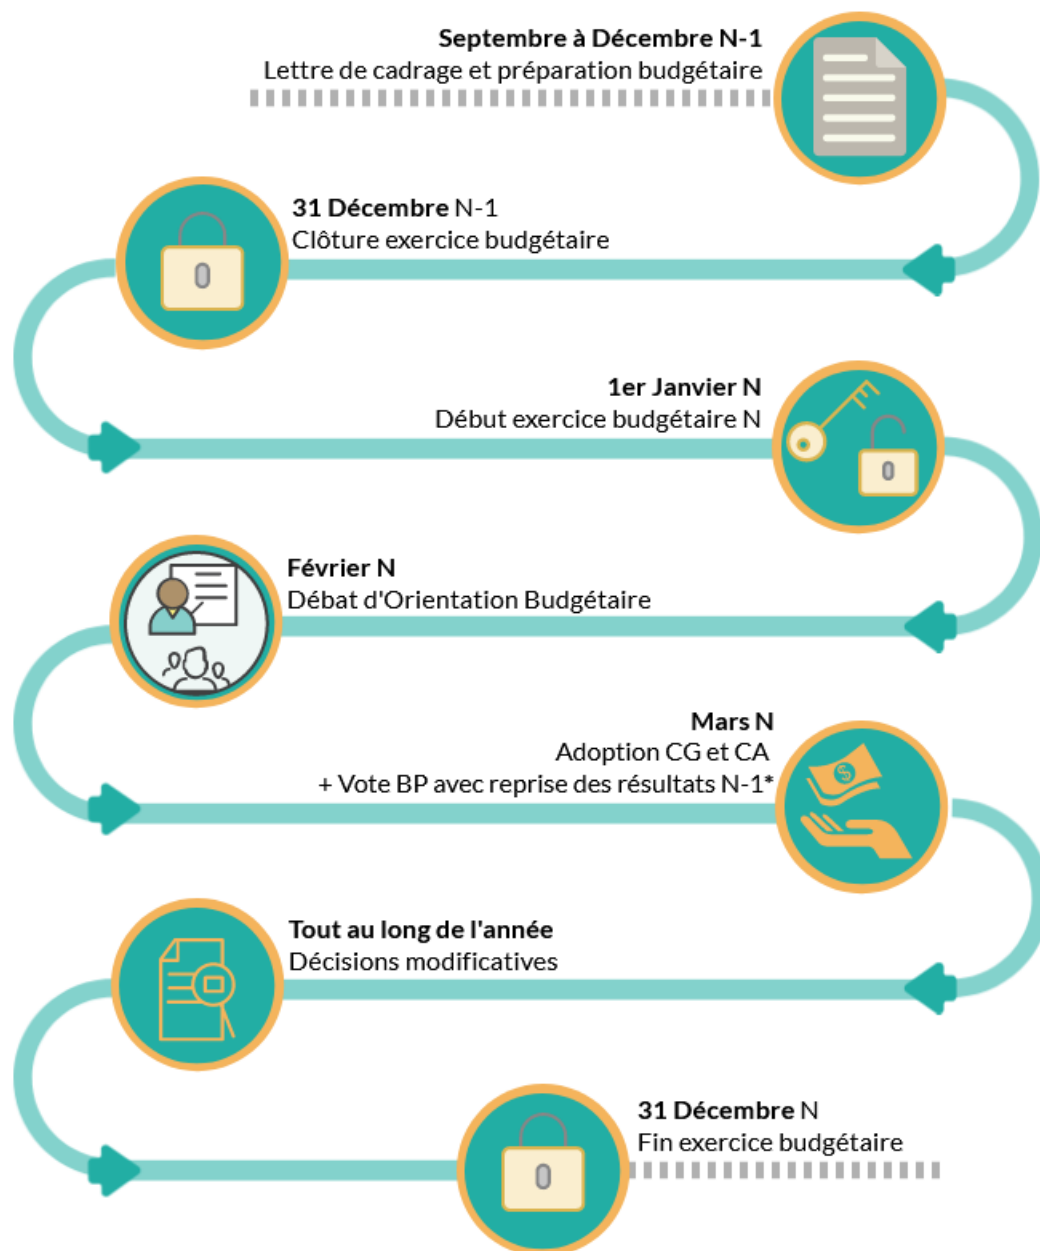 Septembre à Décembre N-1
Lettre de cadrage et préparation budgétaire
31 Décembre N-1
Clôture exercice budgétaire
1er Janvier N
Début exercice budgétaire N
Février N
Débat d'Orientation Budgétaire
Mars N
Adoption CG et CA
+ Vote BP avec reprise des résultats N-1*
Tout au long de l'année
Décisions modificatives
31 Décembre N
Fin exercice budgétaire